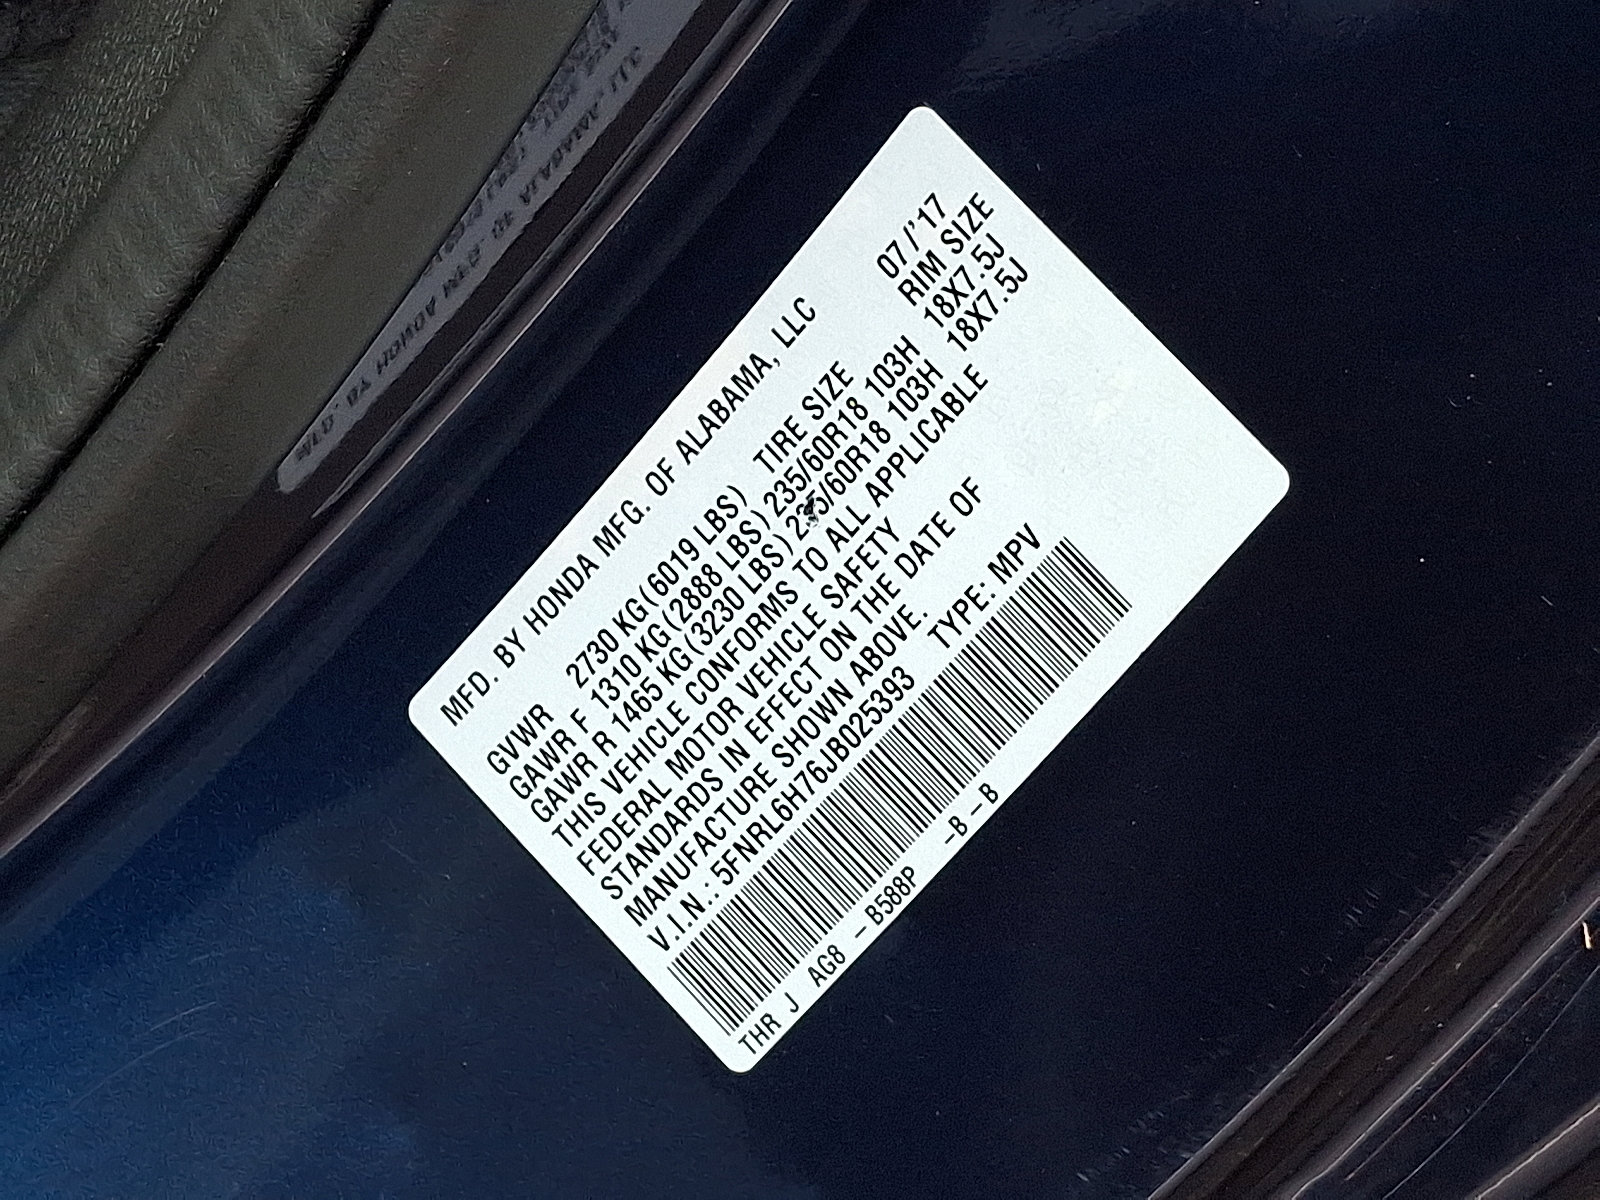 MFD. BY HONDA MFG. OF ALABAMA, LLC 07/'17
GVWR 2730 KG (6019 LBS) TIRE SIZE RIM SIZE
GAWR F 1310 KG (2888 LBS) 235/60R18 103H 18X7.5J
GAWR R 1465 KG (3230 LBS) 235/60R18 103H 18X7.5J
THIS VEHICLE CONFORMS TO ALL APPLICABLE
FEDERAL MOTOR VEHICLE SAFETY
STANDARDS IN EFFECT ON THE DATE OF
MANUFACTURE SHOWN ABOVE.
V.I.N.: 5FNRL6H76JB025393 TYPE: MPV
THR J AG8 – B588P –B–B